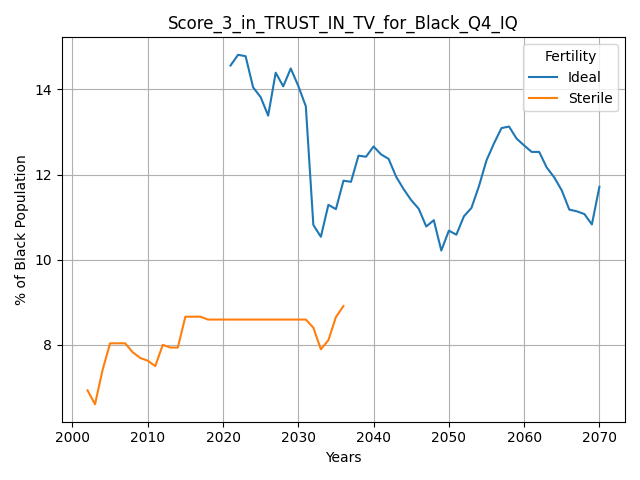 Score_3_in_TRUST_IN_TV_for_Black_Q4_IQ
Fertility
Ideal
Sterile
% of Black Population
14
12
10
8
2000 2010 2020 2030 2040 2050 2060 2070
Years